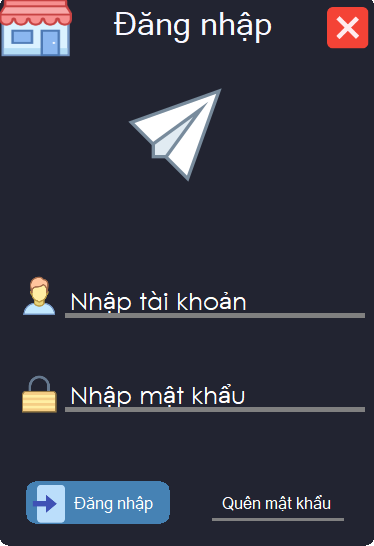 Đăng nhập
Nhập tài khoản
Nhập mật khẩu
Đăng nhập
Quên mật khẩu